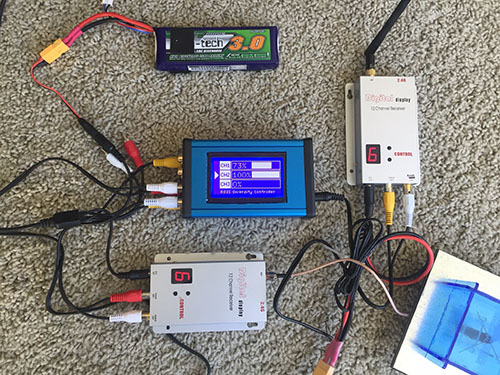 -tech
3.0
2.4G
Digital display
12 Channel Receiver
6
CONTROL
CH1 73%
CH2 100%
CH3 0%
RSSI Diversity Controller
6
CONTROL
Digital display
12 Channel Receiver
2.4G